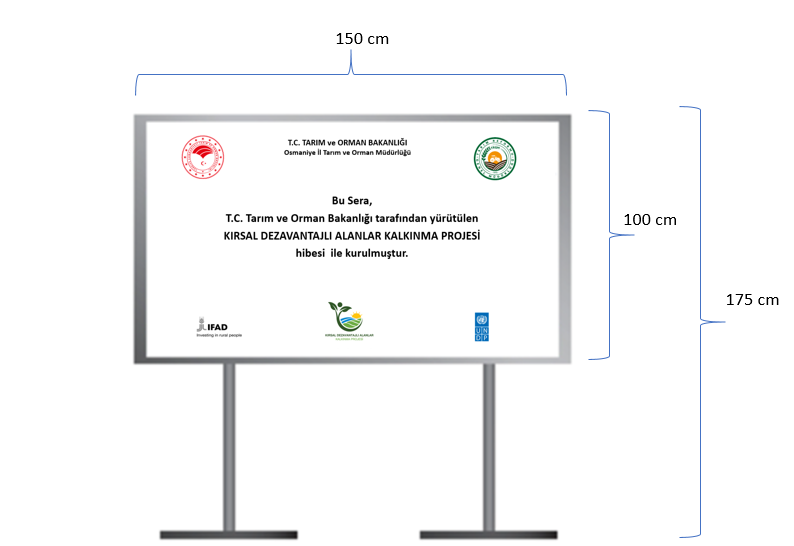 150 cm
T.C. TARIM ve ORMAN BAKANLIĞI
Osmaniye İl Tarım ve Orman Müdürlüğü
Bu Sera,
T.C. Tarım ve Orman Bakanlığı tarafından yürütülen
KIRSAL DEZAVANTAJLI ALANLAR KALKINMA PROJESİ
hibesi ile kurulmuştur.
100 cm
175 cm
IFAD
Investing in rural people
KIRSAL DEZAVANTAJLI ALANLAR
KALKINMA PROJESİ
U N
D P